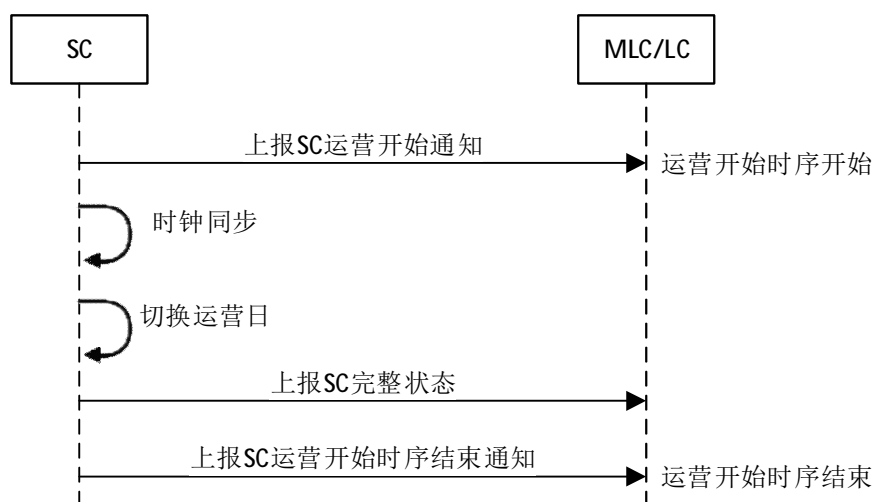 SC
MLC/LC
上报SC运营开始通知
运营开始时序开始
时钟同步
切换运营日
上报SC完整状态
上报SC运营开始时序结束通知
运营开始时序结束